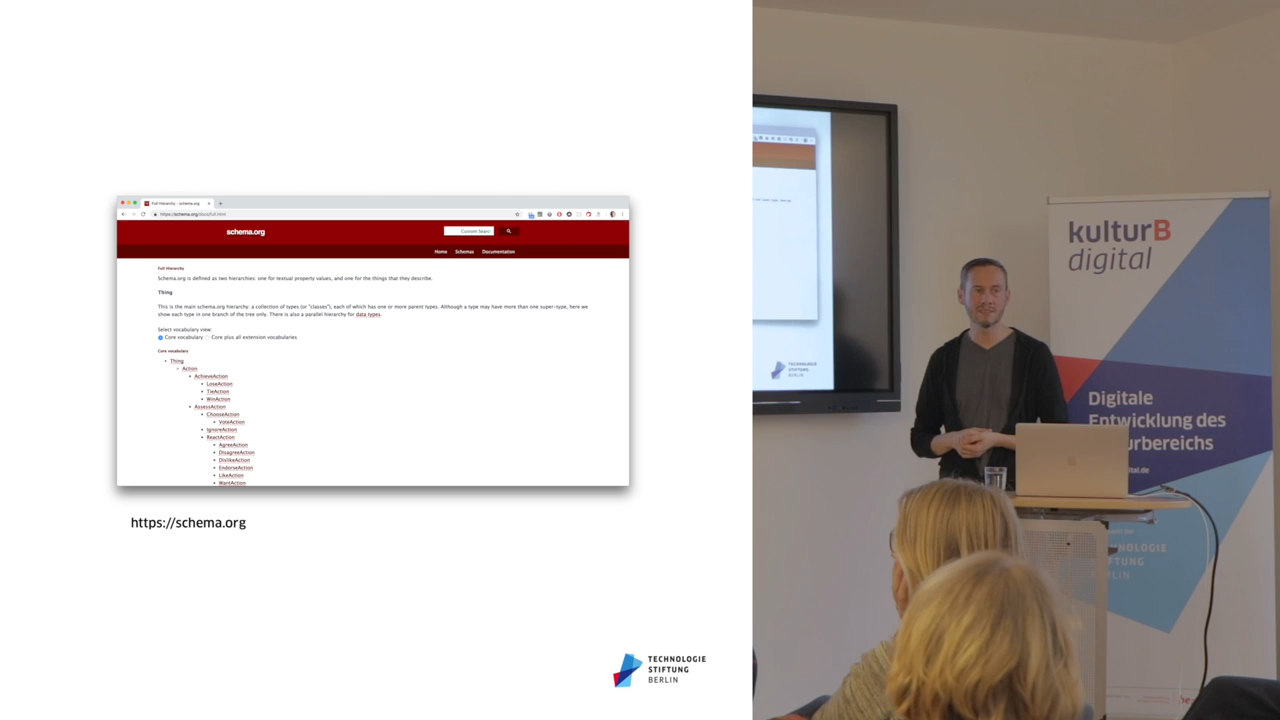 Full Hierarchy - schema.org
https://schema.org/docs/full.html
schema.org
Custom Searc
Home Schemas Documentation
Full Hierarchy
Schema.org is defined as two hierarchies: one for textual property values, and one for the things that they describe.
Thing
This is the main schema.org hierarchy: a collection of types (or "classes"), each of which has one or more parent types. Although a type may have more than one super-type, here we
show each type in one branch of the tree only. There is also a parallel hierarchy for data types.
Select vocabulary view:
Core vocabulary Core plus all extension vocabularies
Core vocabulary
Thing
Action
AchieveAction
LoseAction
TieAction
WinAction
AssessAction
ChooseAction
VoteAction
IgnoreAction
ReactAction
AgreeAction
DisagreeAction
DislikeAction
EndorseAction
LikeAction
WantAction
https://schema.org
TECHNOLOGIE
STIFTUNG
BERLIN
TECHNOLOGIE
STIFTUNG
BERLIN
kulturB
digital
Digitale
Entwicklung des
urbereichs
ital.de
HNOLOGIE
FTUNG
RLIN